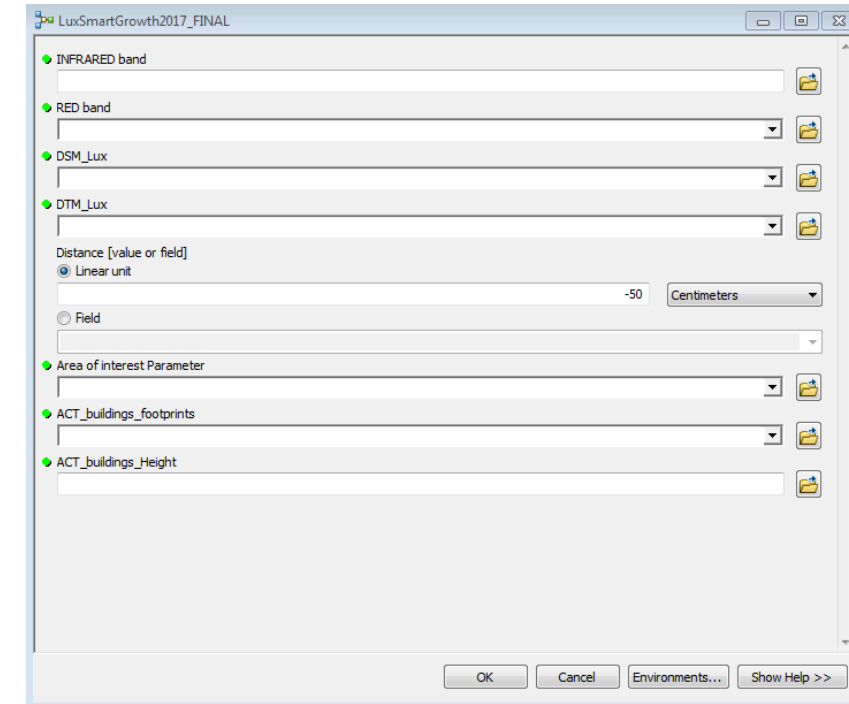 LuxSmartGrowth2017_FINAL
INFRARED band
RED band
DSM_Lux
DTM_Lux
Distance [value or field]
Linear unit
-50 Centimeters
Field
Area of interest Parameter
ACT_buildings_footprints
ACT_buildings_Height
OK Cancel Environments... Show Help >>